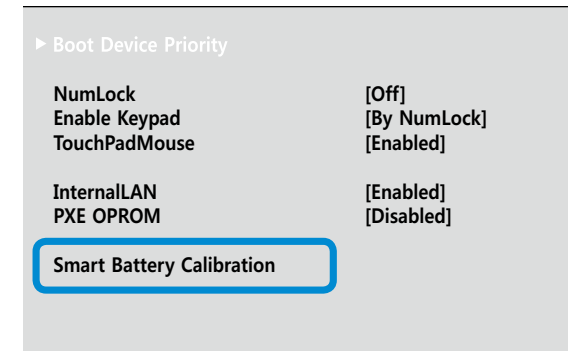 ▶ Boot Device Priority
NumLock [Off]
Enable Keypad [By NumLock]
TouchPadMouse [Enabled]
InternalLAN [Enabled]
PXE OPROM [Disabled]
Smart Battery Calibration